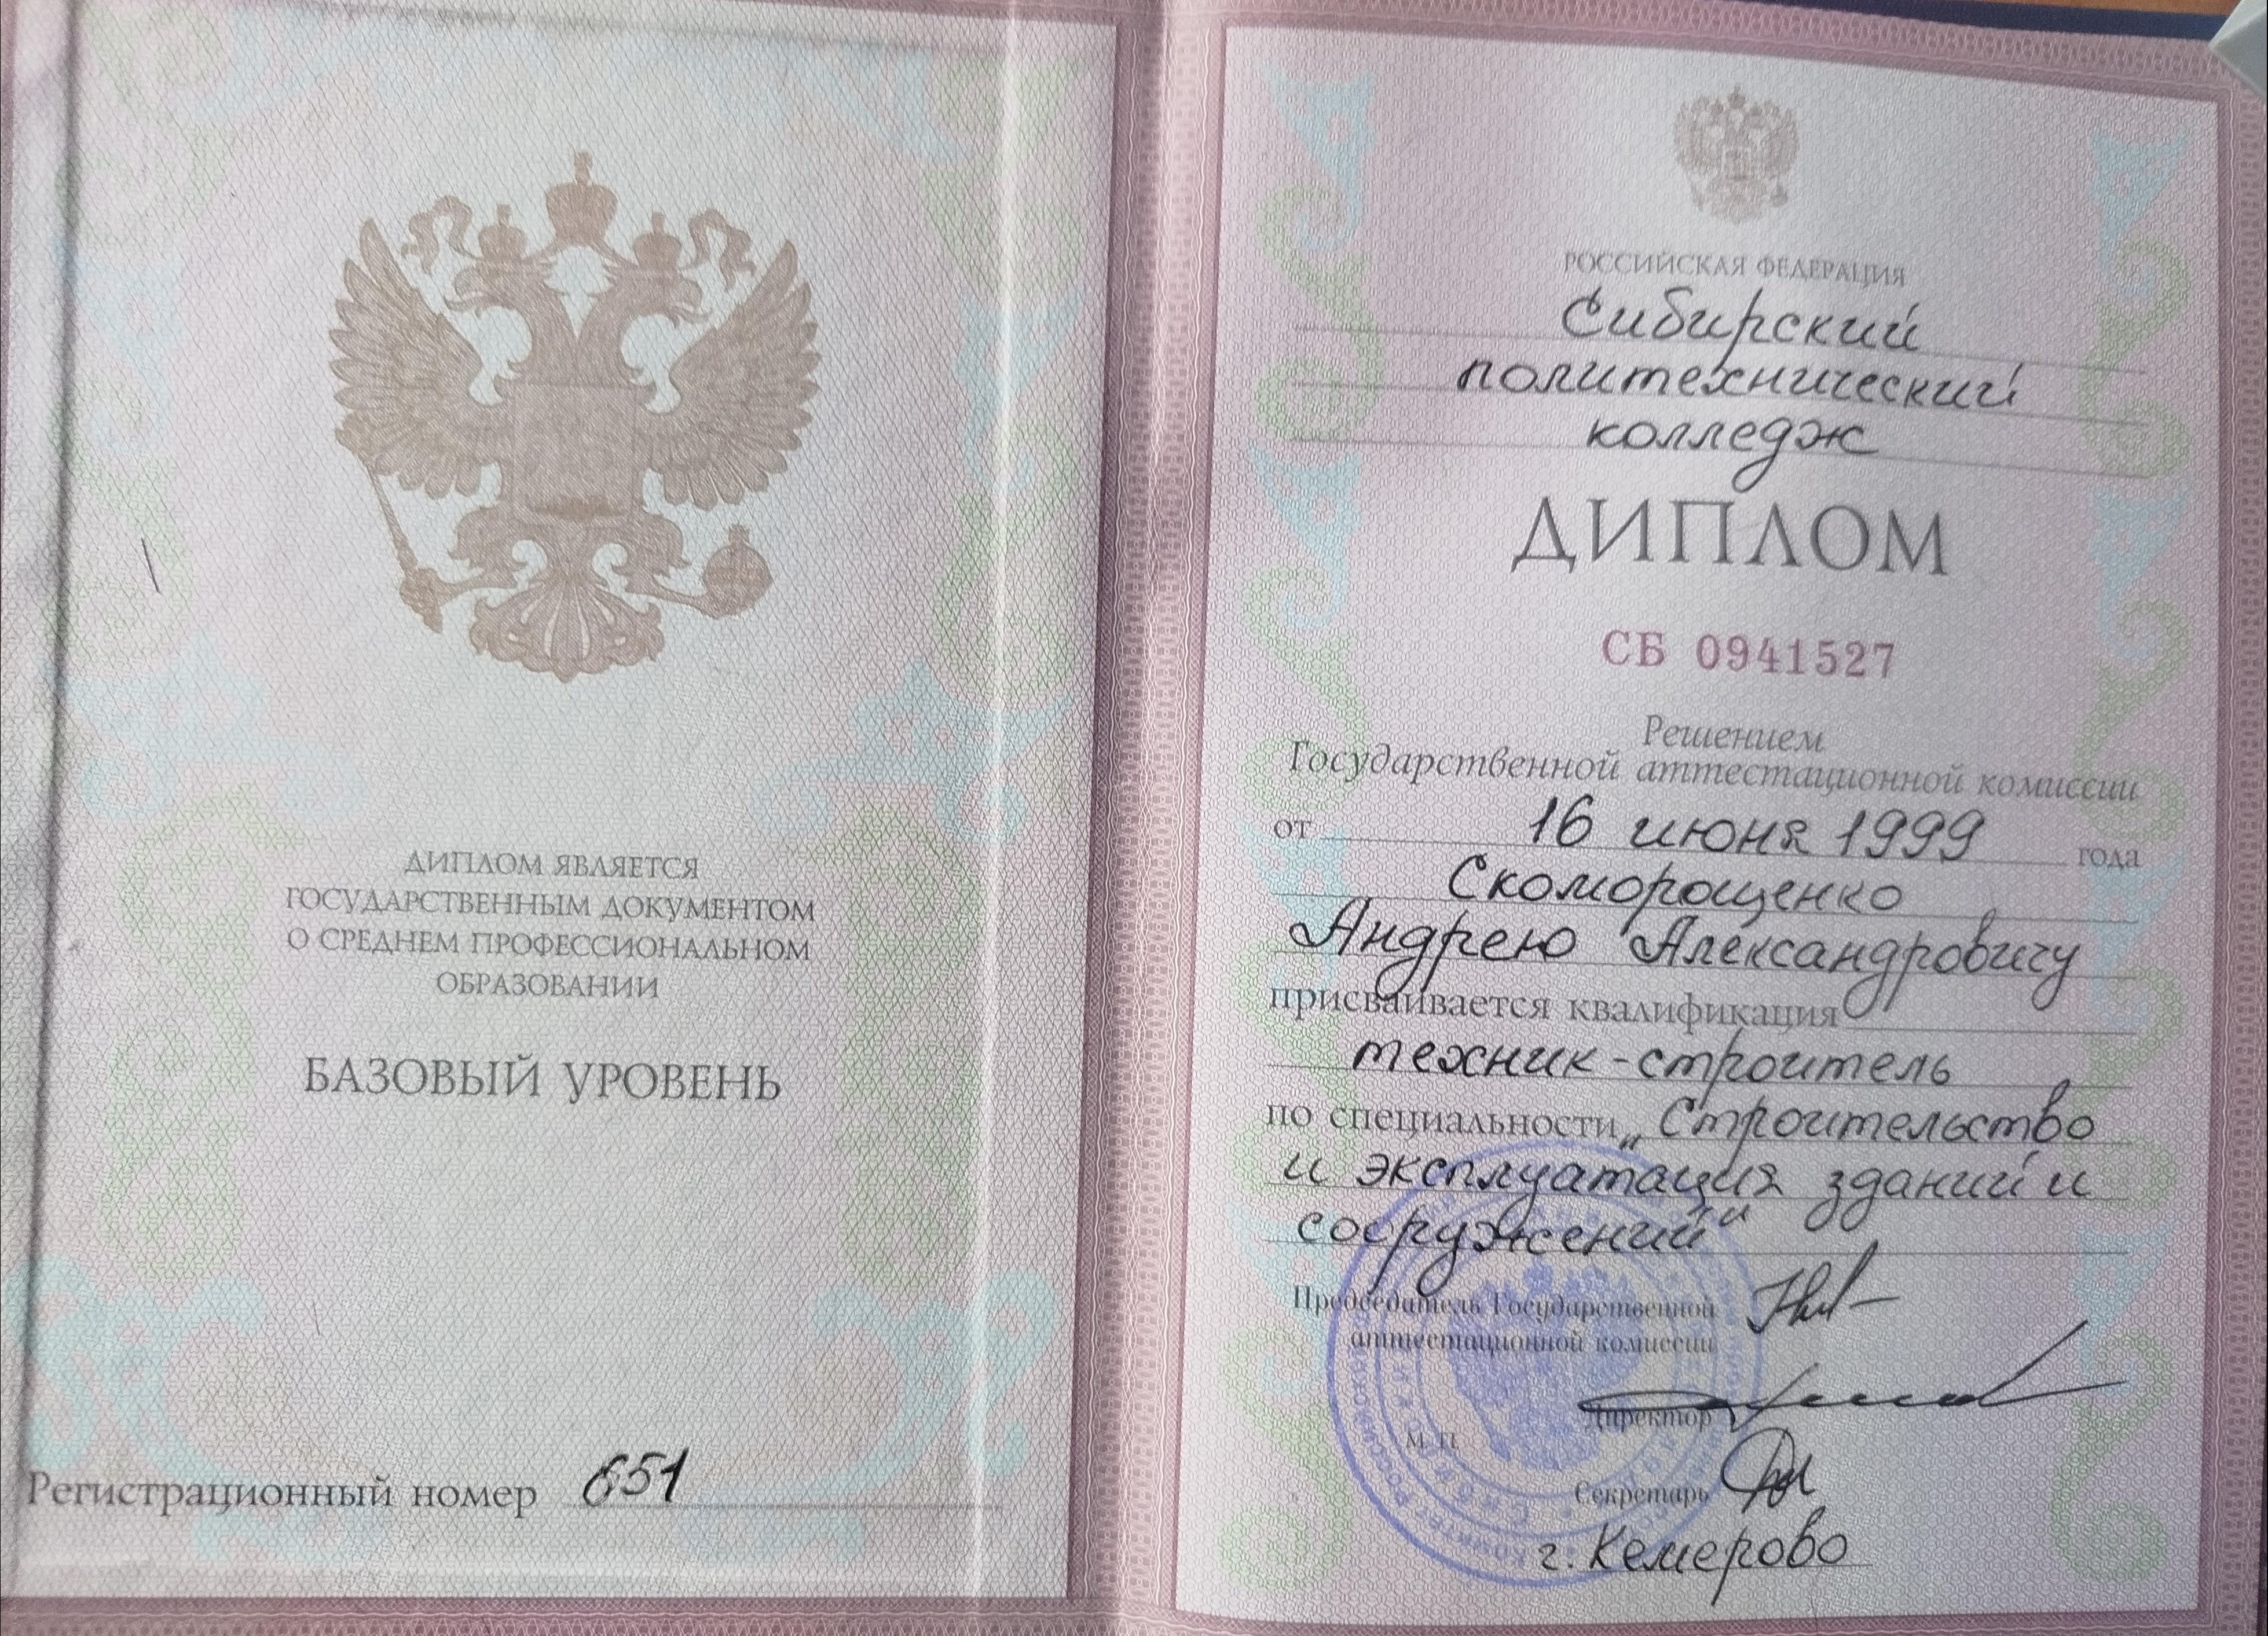 ДИПЛОМ ЯВЛЯЕТСЯ
ГОСУДАРСТВЕННЫМ ДОКУМЕНТОМ
О СРЕДНЕМ ПРОФЕССИОНАЛЬНОМ
ОБРАЗОВАНИИ
БАЗОВЫЙ УРОВЕНЬ
Регистрационный номер 651
РОССИЙСКАЯ ФЕДЕРАЦИЯ
Сибирский
политехнический
колледж
ДИПЛОМ
СБ 0941527
Решением
Государственной аттестационной комиссии
от 16 июня 1999 года
Скоморощенко
Андрею Александровичу
присваивается квалификация
техник-строитель
по специальности „Строительство
и эксплуатация зданий и
сооружений“
Председатель Государственной
аттестационной комиссии
Директор
М.П.
Секретарь
г. Кемерово